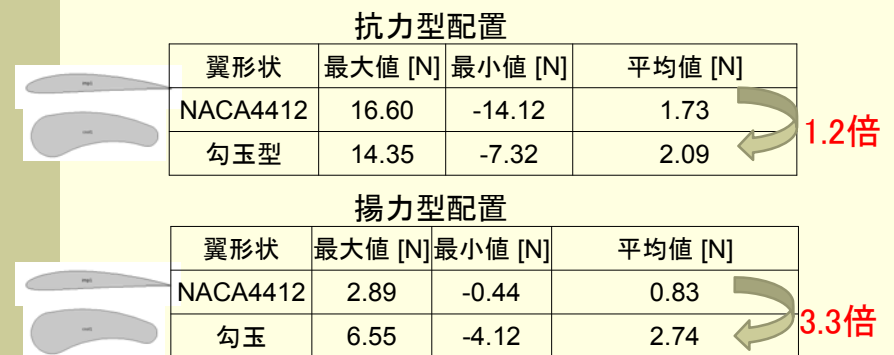 抗力型配置
翼形状 最大値 [N] 最小値 [N] 平均値 [N]
NACA4412 16.60 -14.12 1.73
勾玉型 14.35 -7.32 2.09
1.2倍
揚力型配置
翼形状 最大値 [N] 最小値 [N] 平均値 [N]
NACA4412 2.89 -0.44 0.83
勾玉 6.55 -4.12 2.74
3.3倍